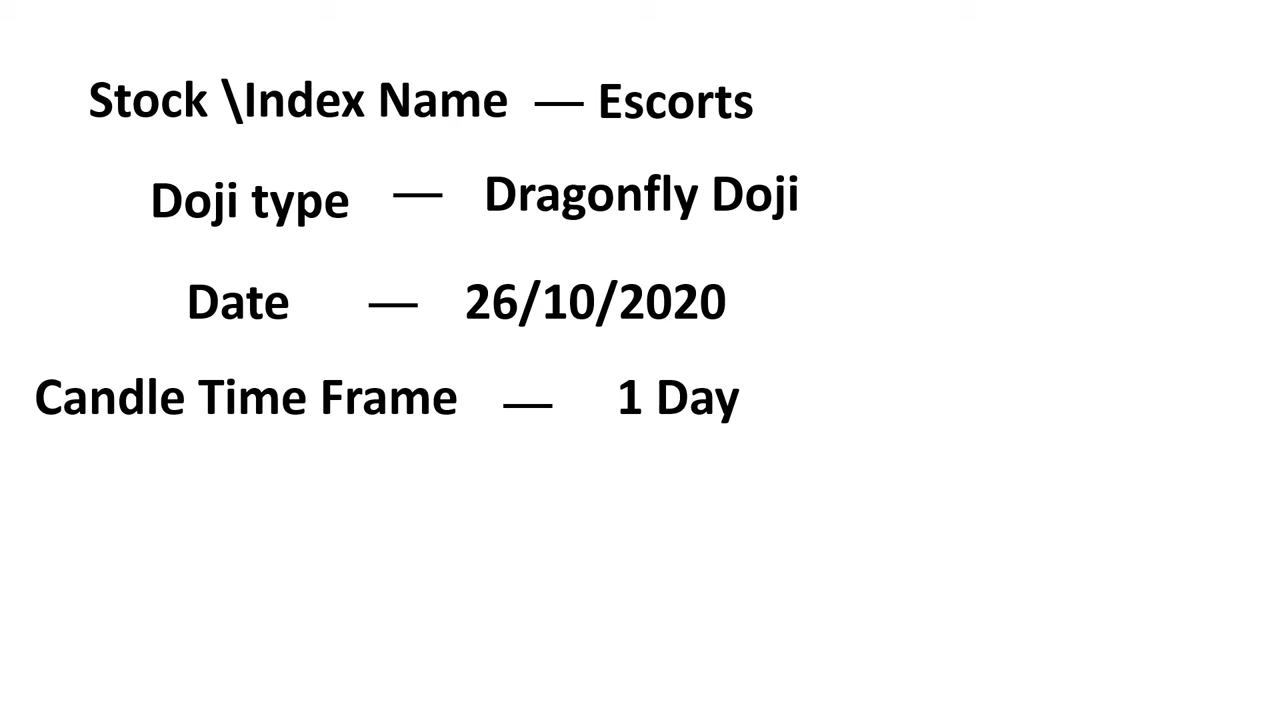 Stock \Index Name — Escorts
Doji type — Dragonfly Doji
Date — 26/10/2020
Candle Time Frame — 1 Day